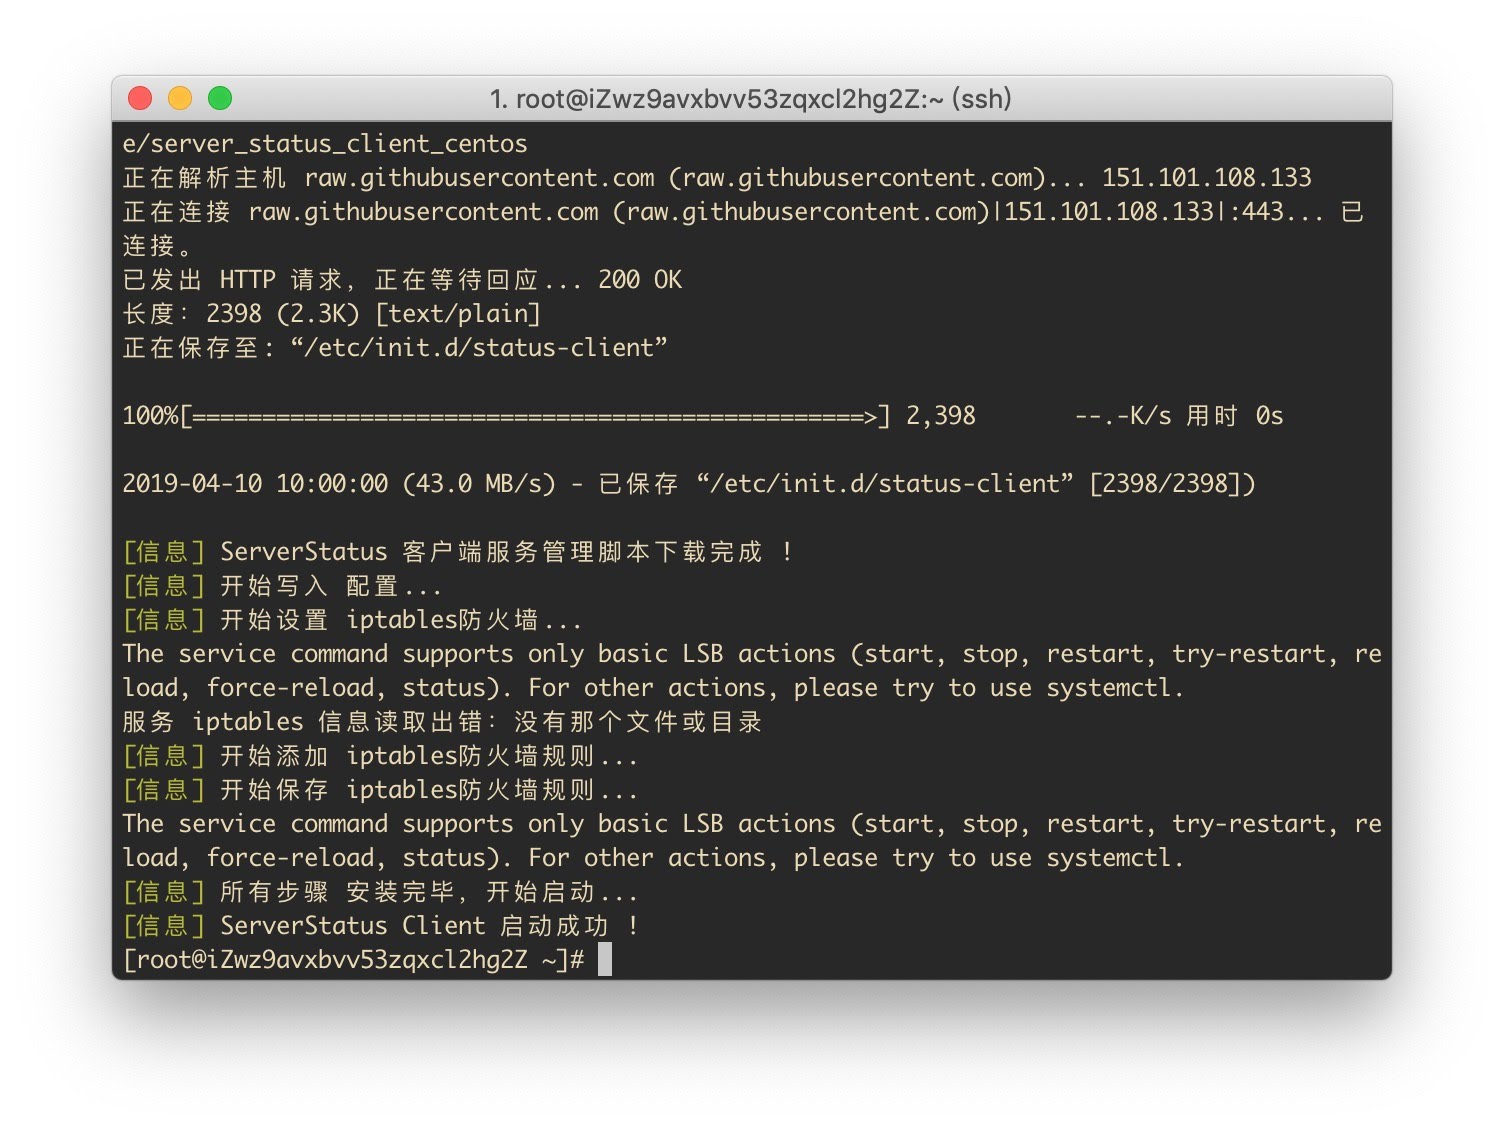 1. root@iZwz9avxbvv53zqxcl2hg2Z:~ (ssh)
e/server_status_client_centos
正在解析主机 raw.githubusercontent.com (raw.githubusercontent.com)... 151.101.108.133
正在连接 raw.githubusercontent.com (raw.githubusercontent.com)|151.101.108.133|:443... 已
连接。
已发出 HTTP 请求，正在等待回应... 200 OK
长度：2398 (2.3K) [text/plain]
正在保存至: “/etc/init.d/status-client”
100%[================================================>] 2,398       --.-K/s 用时 0s
2019-04-10 10:00:00 (43.0 MB/s) - 已保存 “/etc/init.d/status-client” [2398/2398])
[信息] ServerStatus 客户端服务管理脚本下载完成 !
[信息] 开始写入 配置...
[信息] 开始设置 iptables防火墙...
The service command supports only basic LSB actions (start, stop, restart, try-restart, re
load, force-reload, status). For other actions, please try to use systemctl.
服务 iptables 信息读取出错：没有那个文件或目录
[信息] 开始添加 iptables防火墙规则...
[信息] 开始保存 iptables防火墙规则...
The service command supports only basic LSB actions (start, stop, restart, try-restart, re
load, force-reload, status). For other actions, please try to use systemctl.
[信息] 所有步骤 安装完毕，开始启动...
[信息] ServerStatus Client 启动成功 !
[root@iZwz9avxbvv53zqxcl2hg2Z ~]#